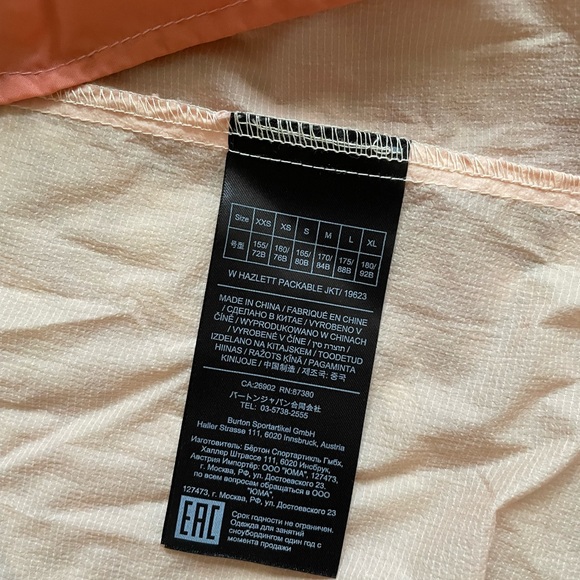 Size XXS XS S M L XL
号型 155/72B 160/76B 165/80B 170/84B 175/88B 180/92B
W HAZLETT PACKABLE JKT/ 19623
MADE IN CHINA / FABRIQUÉ EN CHINE
/ СДЕЛАНО В КИТАЕ / VYROBENO V
ČÍNĚ / WYPRODUKOWANO W CHINACH
/ VYROBENÉ V ČÍNE / תוצרת סין /
IZDELANO NA KITAJSKEM / TOODETUD
HIINAS / RAŽOTS ĶĪNĀ / PAGAMINTA
KINIJOJE / 中国制造 / 제조국: 중국
CA:26902 RN:87380
バートンジャパン合同会社
TEL: 03-5738-2555
Burton Sportartikel GmbH
Haller Strasse 111, 6020 Innsbruck, Austria
Изготовитель: Бёртон Спортартикль Гмбх,
Халлер Штрассе 111, 6020 Инсбрук,
Австрия Импортёр: ООО "ЮМА", 127473,
г. Москва, РФ, ул. Достоевского 23.
по всем вопросам обращаться в ООО
"ЮМА"
127473, г. Москва, РФ, ул. Достоевского 23
EAC
Срок годности не ограничен.
Одежда для занятий
сноубордингом один год с
момента продажи